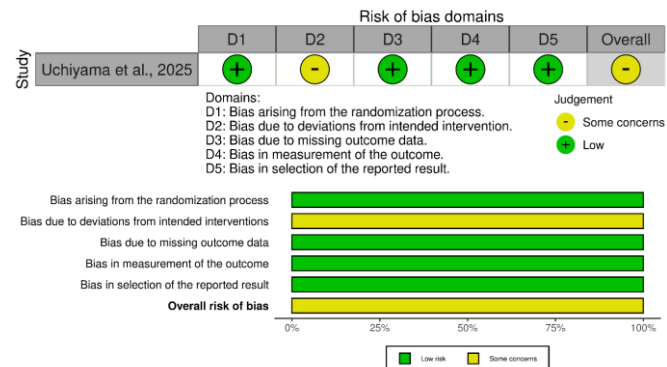 Risk of bias domains
D1 D2 D3 D4 D5 Overall
Study
Uchiyama et al., 2025 + - + + + -
Domains:
D1: Bias arising from the randomization process.
D2: Bias due to deviations from intended intervention.
D3: Bias due to missing outcome data.
D4: Bias in measurement of the outcome.
D5: Bias in selection of the reported result.
Judgement
- Some concerns
+ Low
Bias arising from the randomization process
Bias due to deviations from intended interventions
Bias due to missing outcome data
Bias in measurement of the outcome
Bias in selection of the reported result
Overall risk of bias
0% 25% 50% 75% 100%
Low risk Some concerns